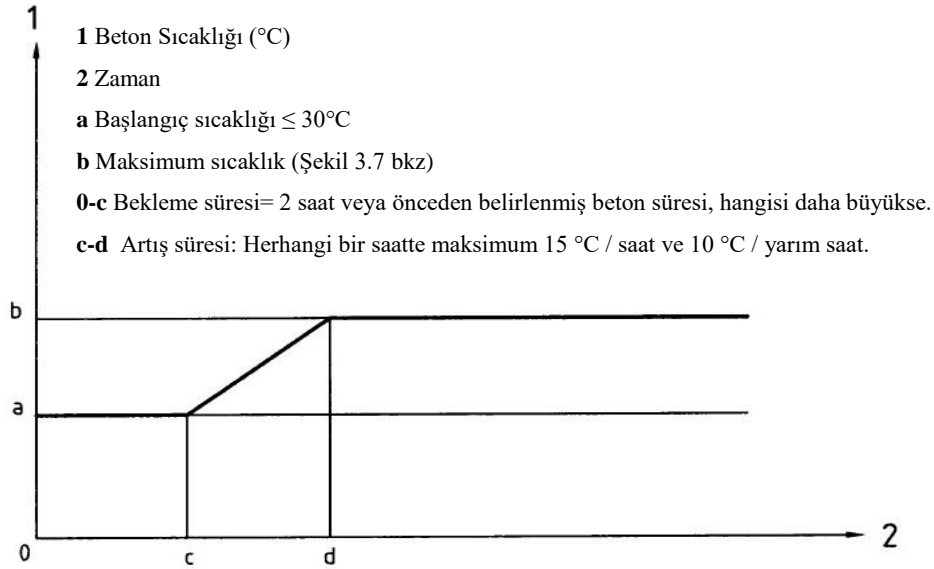 1
1 Beton Sıcaklığı (°C)
2 Zaman
a Başlangıç sıcaklığı ≤ 30°C
b Maksimum sıcaklık (Şekil 3.7 bkz)
0-c Bekleme süresi= 2 saat veya önceden belirlenmiş beton süresi, hangisi daha büyükse.
c-d Artış süresi: Herhangi bir saatte maksimum 15 °C / saat ve 10 °C / yarım saat.
b
a
0
c
d
2